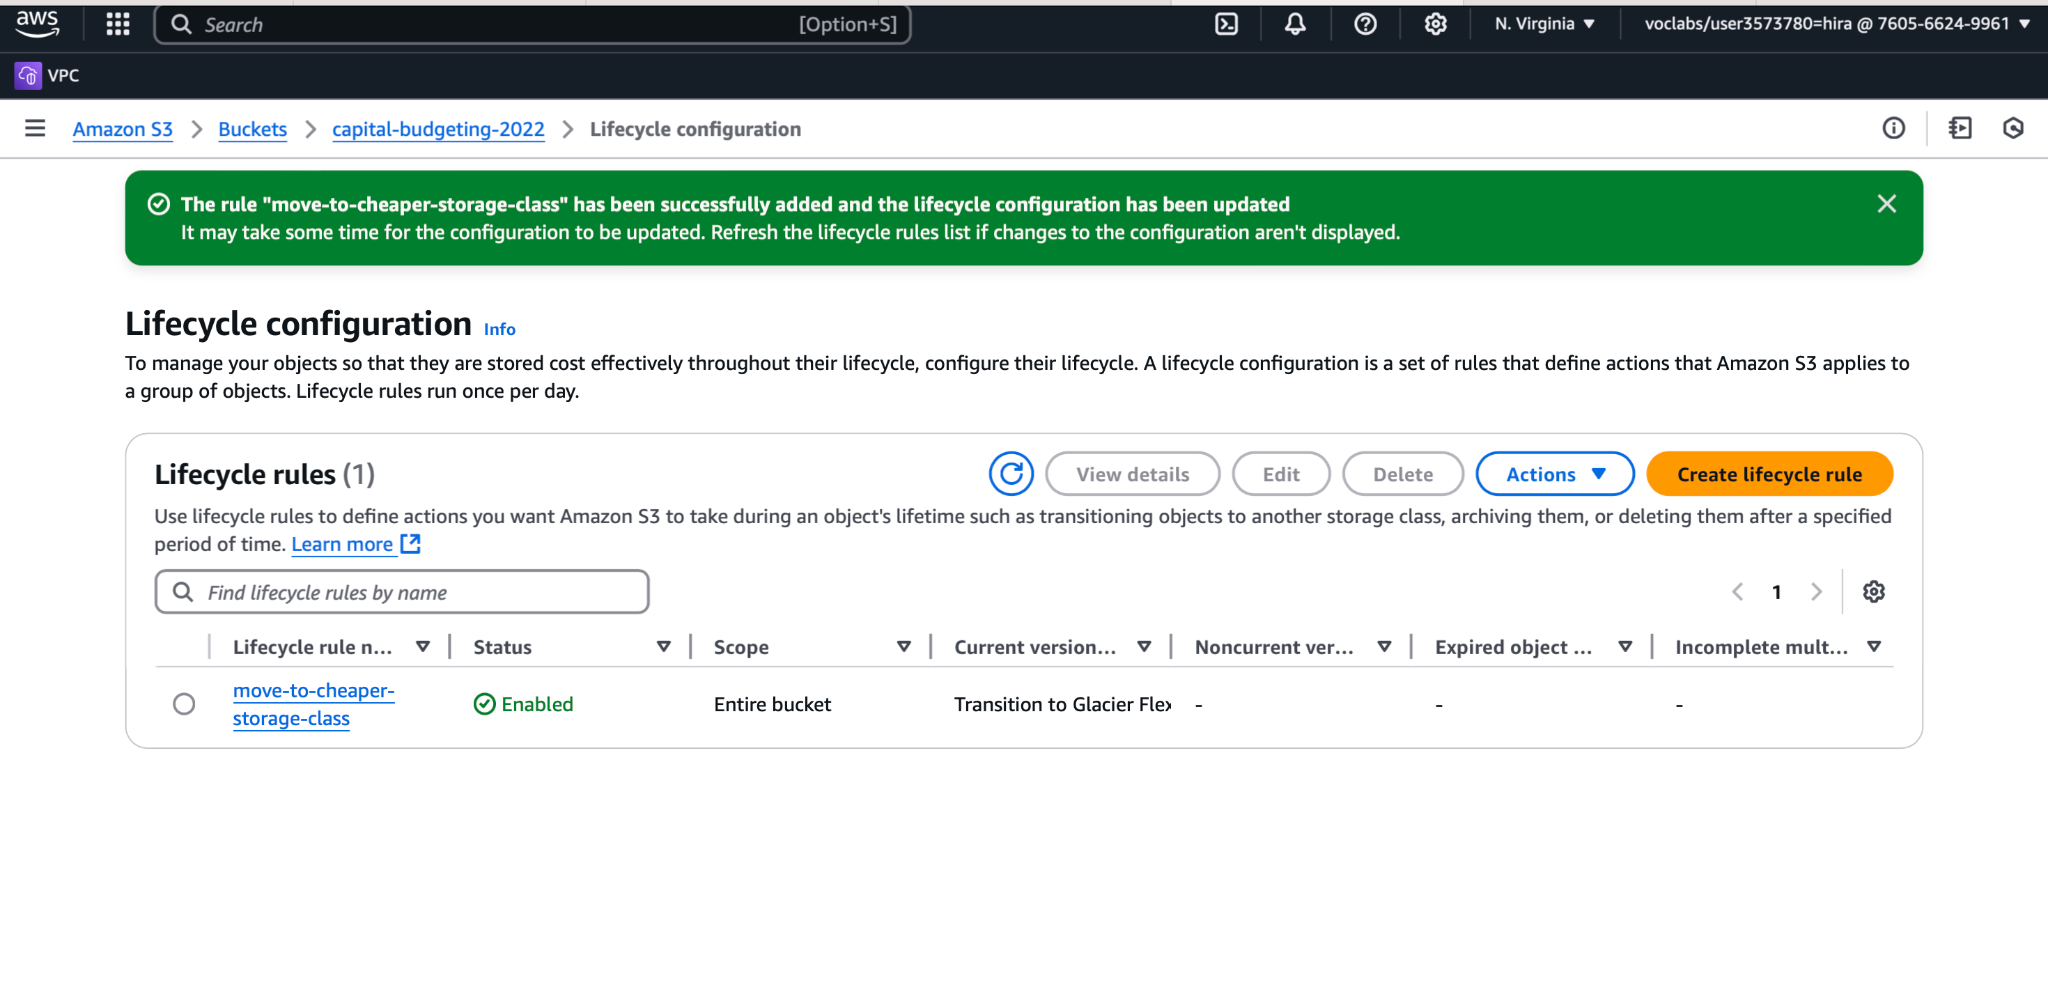 aws
Search [Option+S] N. Virginia voclabs/user3573780=hira @ 7605-6624-9961
VPC
Amazon S3 Buckets capital-budgeting-2022 Lifecycle configuration
The rule "move-to-cheaper-storage-class" has been successfully added and the lifecycle configuration has been updated
It may take some time for the configuration to be updated. Refresh the lifecycle rules list if changes to the configuration aren't displayed.
Lifecycle configuration Info
To manage your objects so that they are stored cost effectively throughout their lifecycle, configure their lifecycle. A lifecycle configuration is a set of rules that define actions that Amazon S3 applies to
a group of objects. Lifecycle rules run once per day.
Lifecycle rules (1) View details Edit Delete Actions Create lifecycle rule
Use lifecycle rules to define actions you want Amazon S3 to take during an object's lifetime such as transitioning objects to another storage class, archiving them, or deleting them after a specified
period of time. Learn more
Find lifecycle rules by name 1
Lifecycle rule n... Status Scope Current version... Noncurrent ver... Expired object ... Incomplete mult...
move-to-cheaper-
storage-class Enabled Entire bucket Transition to Glacier Flex - - -